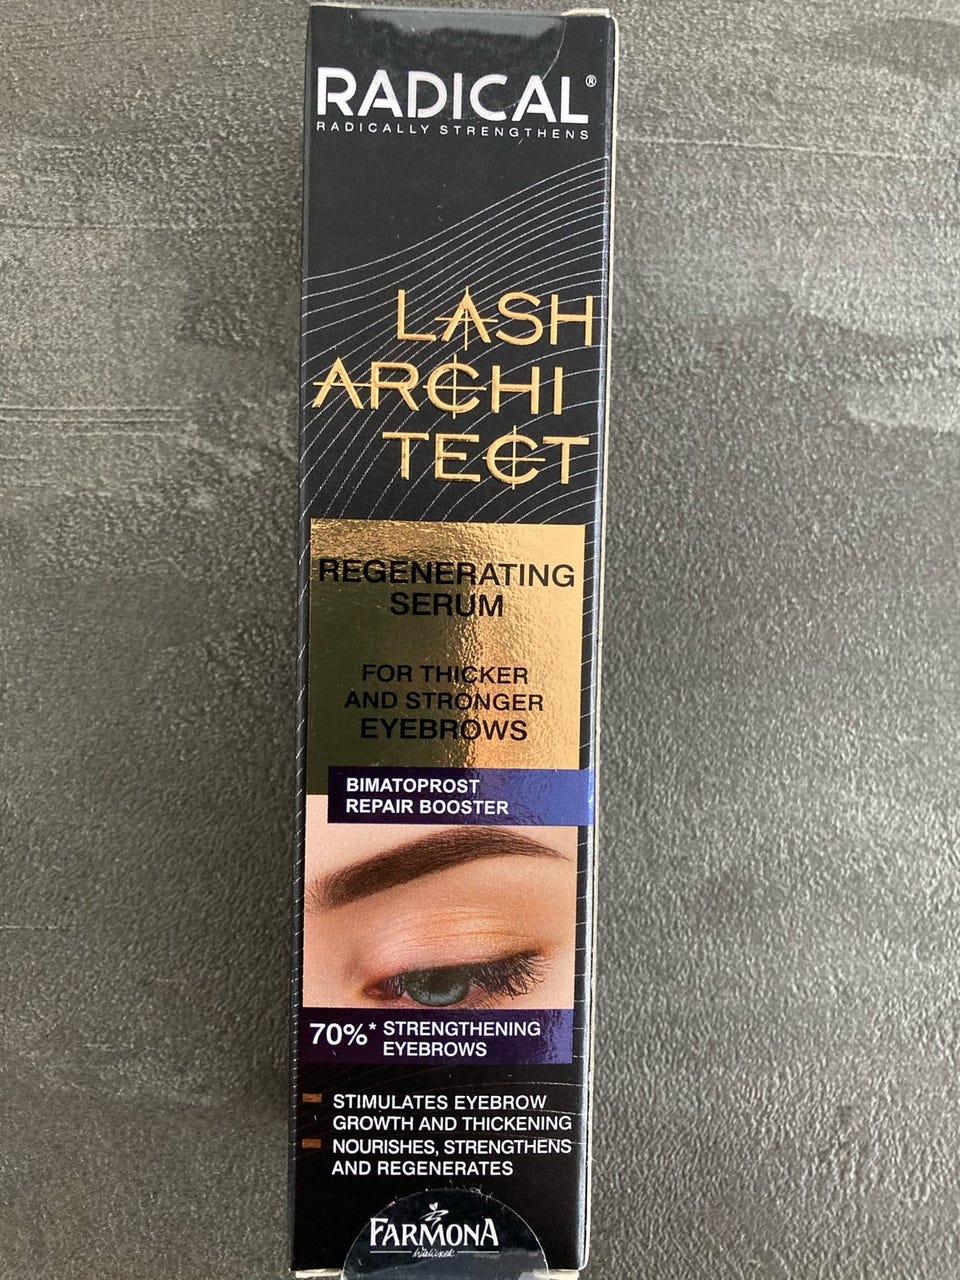 RADICAL®
RADICALLY STRENGTHENS
LASH
ARCHI
TECT
REGENERATING
SERUM
FOR THICKER
AND STRONGER
EYEBROWS
BIMATOPROST
REPAIR BOOSTER
70%* STRENGTHENING
EYEBROWS
STIMULATES EYEBROW
GROWTH AND THICKENING
NOURISHES, STRENGTHENS
AND REGENERATES
FARMONA